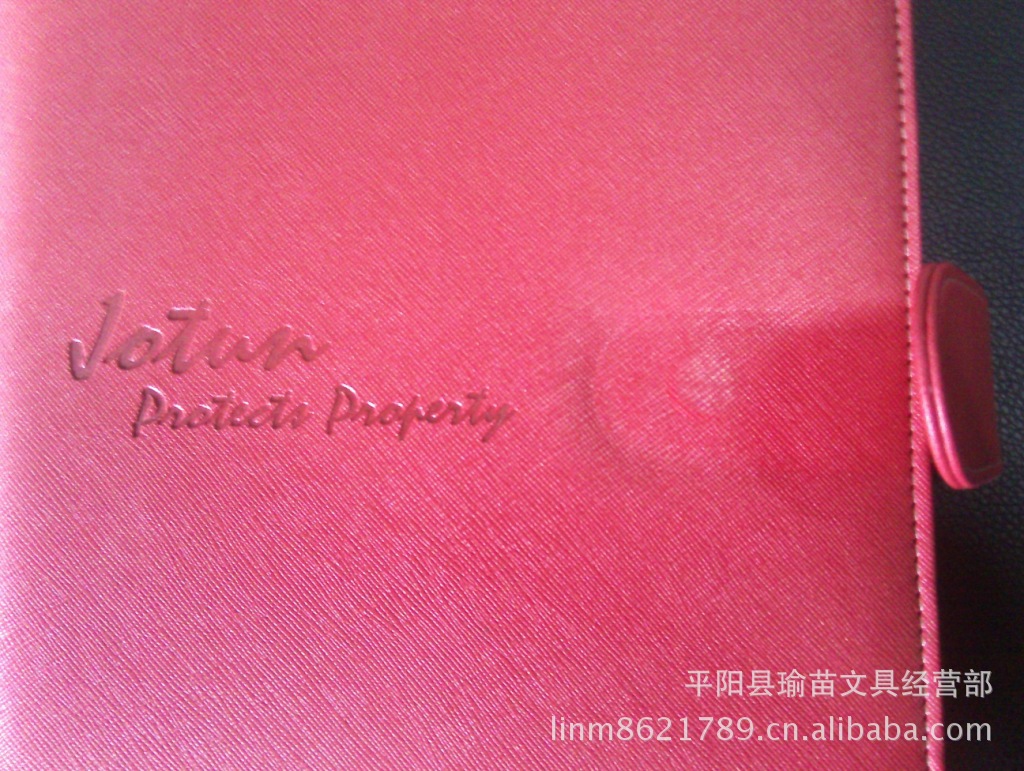 Jotun
Protects Property
平阳县瑜苗文具经营部
linm8621789.cn.alibaba.com